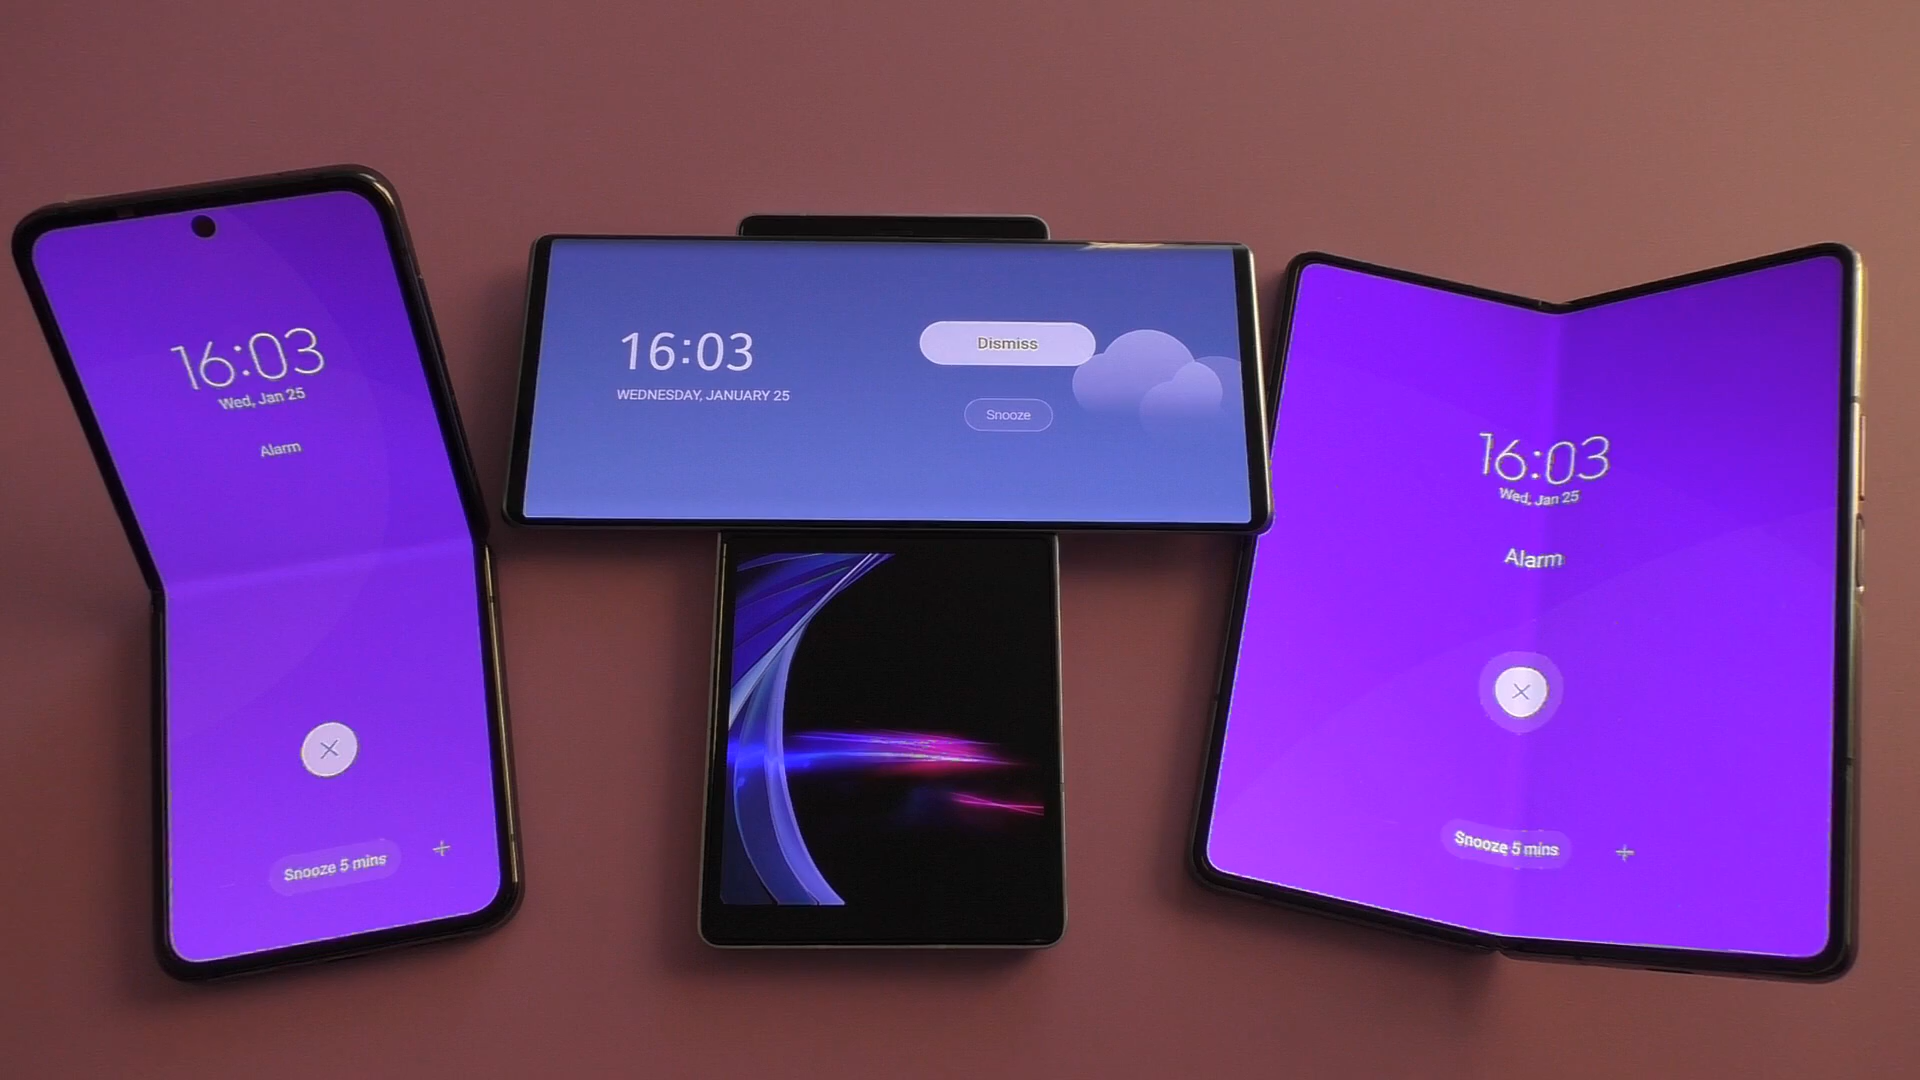 16:03
Wed, Jan 25
Alarm
Snooze 5 mins
16:03
WEDNESDAY, JANUARY 25
Dismiss
Snooze
16:03
Wed, Jan 25
Alarm
Snooze 5 mins